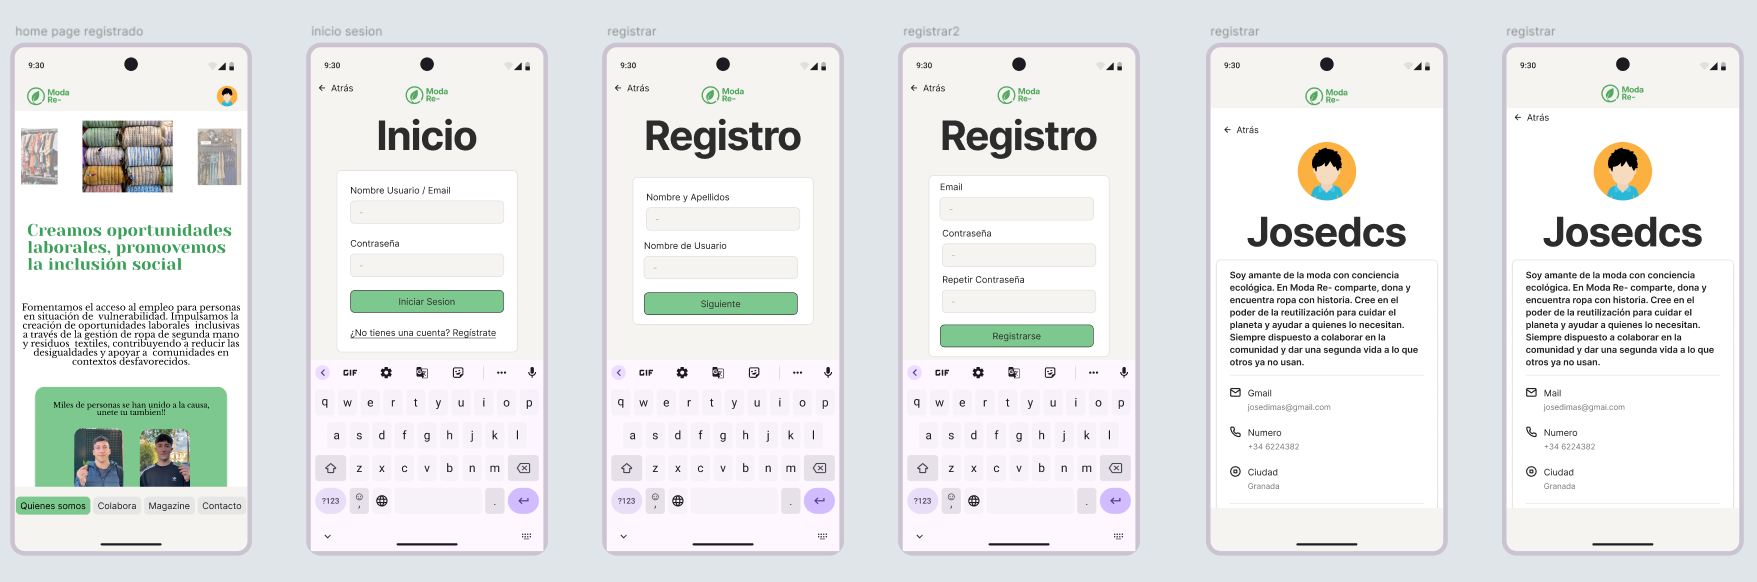 home page registrado
9:30
Moda
Re-
Creamos oportunidades
laborales, promovemos
la inclusión social
Fomentamos el acceso al empleo para personas
en situación de vulnerabilidad. Impulsamos la
creación de oportunidades laborales inclusivas
a través de la gestión de ropa de segunda mano
y residuos textiles, contribuyendo a reducir las
desigualdades y apoyar a comunidades en
contextos desfavorecidos.
Miles de personas se han unido a la causa,
unete tu tambien!!
Quienes somos Colabora Magazine Contacto
inicio sesion
9:30
Atrás
Moda
Re-
Inicio
Nombre Usuario / Email
-
Contraseña
-
Iniciar Sesion
¿No tienes una cuenta? Regístrate
GIF
q w e r t y u i o p
a s d f g h j k l
z x c v b n m
?123 , .
registrar
9:30
Atrás
Moda
Re-
Registro
Nombre y Apellidos
-
Nombre de Usuario
-
Siguiente
GIF
q w e r t y u i o p
a s d f g h j k l
z x c v b n m
?123 , .
registrar2
9:30
Atrás
Moda
Re-
Registro
Email
-
Contraseña
-
Repetir Contraseña
-
Registrarse
GIF
q w e r t y u i o p
a s d f g h j k l
z x c v b n m
?123 , .
registrar
9:30
Moda
Re-
Atrás
Josedcs
Soy amante de la moda con conciencia
ecológica. En Moda Re- comparte, dona y
encuentra ropa con historia. Cree en el
poder de la reutilización para cuidar el
planeta y ayudar a quienes lo necesitan.
Siempre dispuesto a colaborar en la
comunidad y dar una segunda vida a lo que
otros ya no usan.
Gmail
josedimas@gmail.com
Numero
+34 6224382
Ciudad
Granada
registrar
9:30
Moda
Re-
Atrás
Josedcs
Soy amante de la moda con conciencia
ecológica. En Moda Re- comparte, dona y
encuentra ropa con historia. Cree en el
poder de la reutilización para cuidar el
planeta y ayudar a quienes lo necesitan.
Siempre dispuesto a colaborar en la
comunidad y dar una segunda vida a lo que
otros ya no usan.
Mail
josedimas@gmai.com
Numero
+34 6224382
Ciudad
Granada